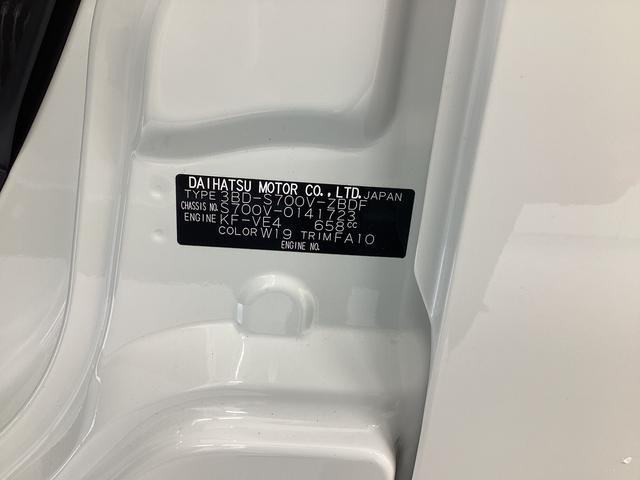 DAIHATSU MOTOR CO.,LTD. JAPAN
TYPE 3BD-S700V-ZBDF
CHASSIS NO. S700V-0141723
ENGINE KF-VE4 658cc
COLOR W19 TRIM FA10
ENGINE NO.